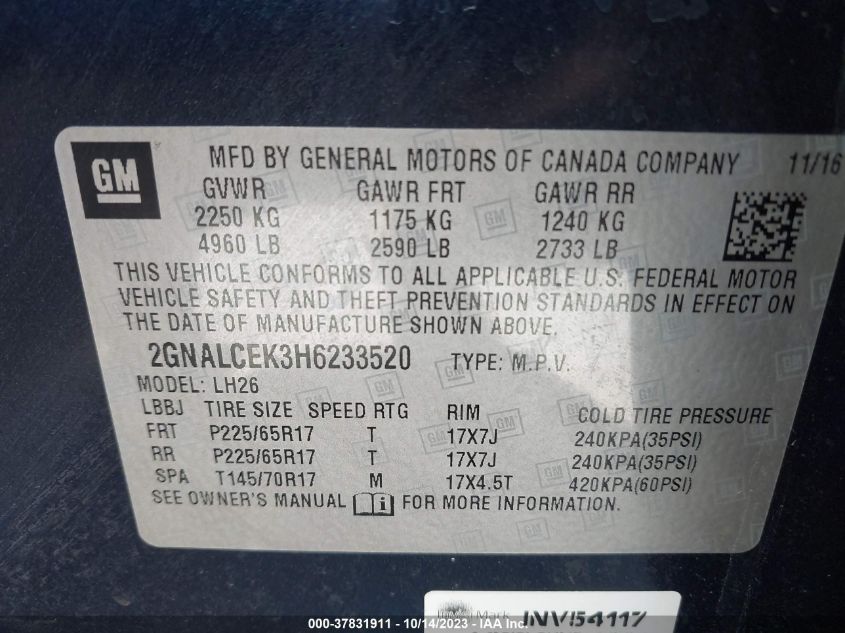 GM MFD BY GENERAL MOTORS OF CANADA COMPANY 11/16
GVWR GAWR FRT GAWR RR
2250 KG 1175 KG 1240 KG
4960 LB 2590 LB 2733 LB
THIS VEHICLE CONFORMS TO ALL APPLICABLE U.S. FEDERAL MOTOR
VEHICLE SAFETY AND THEFT PREVENTION STANDARDS IN EFFECT ON
THE DATE OF MANUFACTURE SHOWN ABOVE.
2GNALCEK3H6233520 TYPE: M.P.V.
MODEL: LH26
LBBJ TIRE SIZE SPEED RTG RIM COLD TIRE PRESSURE
FRT P225/65R17 T 17X7J 240KPA(35PSI)
RR P225/65R17 T 17X7J 240KPA(35PSI)
SPA T145/70R17 M 17X4.5T 420KPA(60PSI)
SEE OWNER'S MANUAL FOR MORE INFORMATION.
Mark INV154117
000-37831911 - 10/14/2023 - IAA Inc.